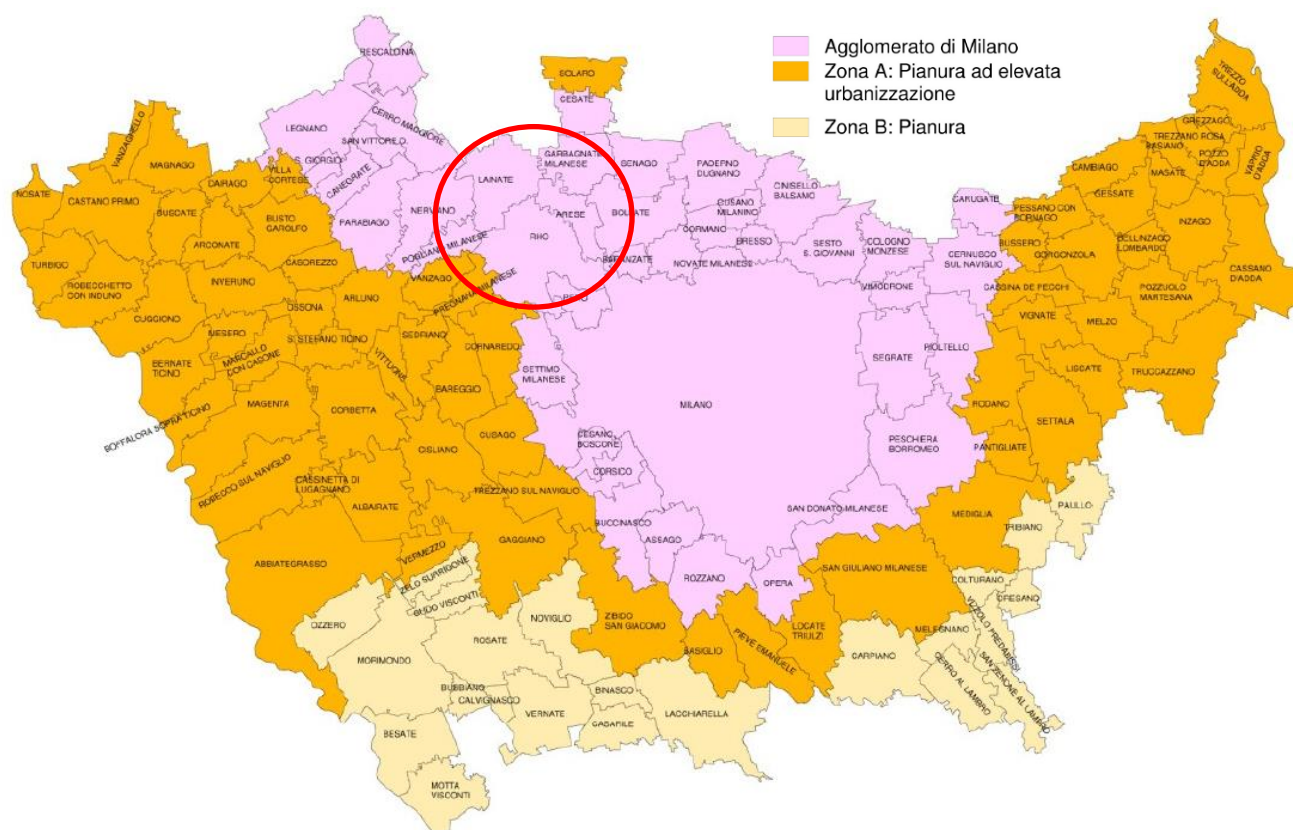 Agglomerato di Milano
Zona A: Pianura ad elevata
urbanizzazione
Zona B: Pianura
RESCALDINA
SOLARO
CESATE
TREZZO
SULL'ADDA
LEGNANO
CERRO MAGGIORE
SAN VITTORE O.
S. GIORGIO
CANEGRATE
VILLA
CORTESE
VANZAGHELLO
MAGNAGO
DAIRAGO
NOSATE
CASTANO PRIMO
BUSCATE
BUSTO
GAROLFO
ARCONATE
PARABIAGO
NERVIANO
LAINATE
GARBAGNATE
MILANESE
SENAGO
PADERNO
DUGNANO
CINISELLO
BALSAMO
CUSANO
MILANINO
CORMANO
BRESSO
ARESE
BOLLATE
RHO
BARANZATE
NOVATE MILANESE
SESTO
S. GIOVANNI
COLOGNO
MONZESE
VIMODRONE
CARUGATE
CERNUSCO
SUL NAVIGLIO
GREZZAGO
TREZZANO ROSA
BASIANO
POZZO
D'ADDA
VAPRIO
D'ADDA
MASATE
CAMBIAGO
GESSATE
PESSANO CON
BORNAGO
INZAGO
BUSSERO
GORGONZOLA
BELLINZAGO
LOMBARDO
CASSANO
D'ADDA
CASSINA DE PECCHI
POZZUOLO
MARTESANA
VIGNATE
MELZO
LISCATE
TRUCCAZZANO
TURBIGO
ROBECCHETTO
CON INDUNO
INVERUNO
CASOREZZO
POGLIANO MILANESE
VANZAGO
PREGNANA MILANESE
PERO
CUGGIONO
MESERO
OSSONA
ARLUNO
S. STEFANO TICINO
VITTUONE
SEDRIANO
CORNAREDO
BAREGGIO
SETTIMO
MILANESE
BERNATE
TICINO
MARCALLO
CON CASONE
BOFFALORA SOPRA TICINO
MAGENTA
CORBETTA
MILANO
SEGRATE
PIOLTELLO
RODANO
SETTALA
PANTIGLIATE
PESCHIERA
BORROMEO
CISLIANO
CUSAGO
CESANO
BOSCONE
CORSICO
ROBECCO SUL NAVIGLIO
CASSINETTA DI
LUGAGNANO
ALBAIRATE
TREZZANO SUL NAVIGLIO
BUCCINASCO
ASSAGO
SAN DONATO MILANESE
MEDIGLIA
PAULLO
TRIBIANO
ABBIATEGRASSO
VERMEZZO
GAGGIANO
ZELO SURRIGONE
GUDO VISCONTI
ROZZANO
OPERA
SAN GIULIANO MILANESE
COLTURANO
DRESANO
VIZZOLO PREDABISSI
OZZERO
NOVIGLIO
ZIBIDO
SAN GIACOMO
ROSATE
MORIMONDO
BASIGLIO
PIEVE EMANUELE
LOCATE
TRIULZI
MELEGNANO
CARPIANO
CERRO AL
LAMBRO
SAN ZENONE AL LAMBRO
BUBBIANO
CALVIGNASCO
VERNATE
BINASCO
CASARILE
LACCHIARELLA
BESATE
MOTTA
VISCONTI